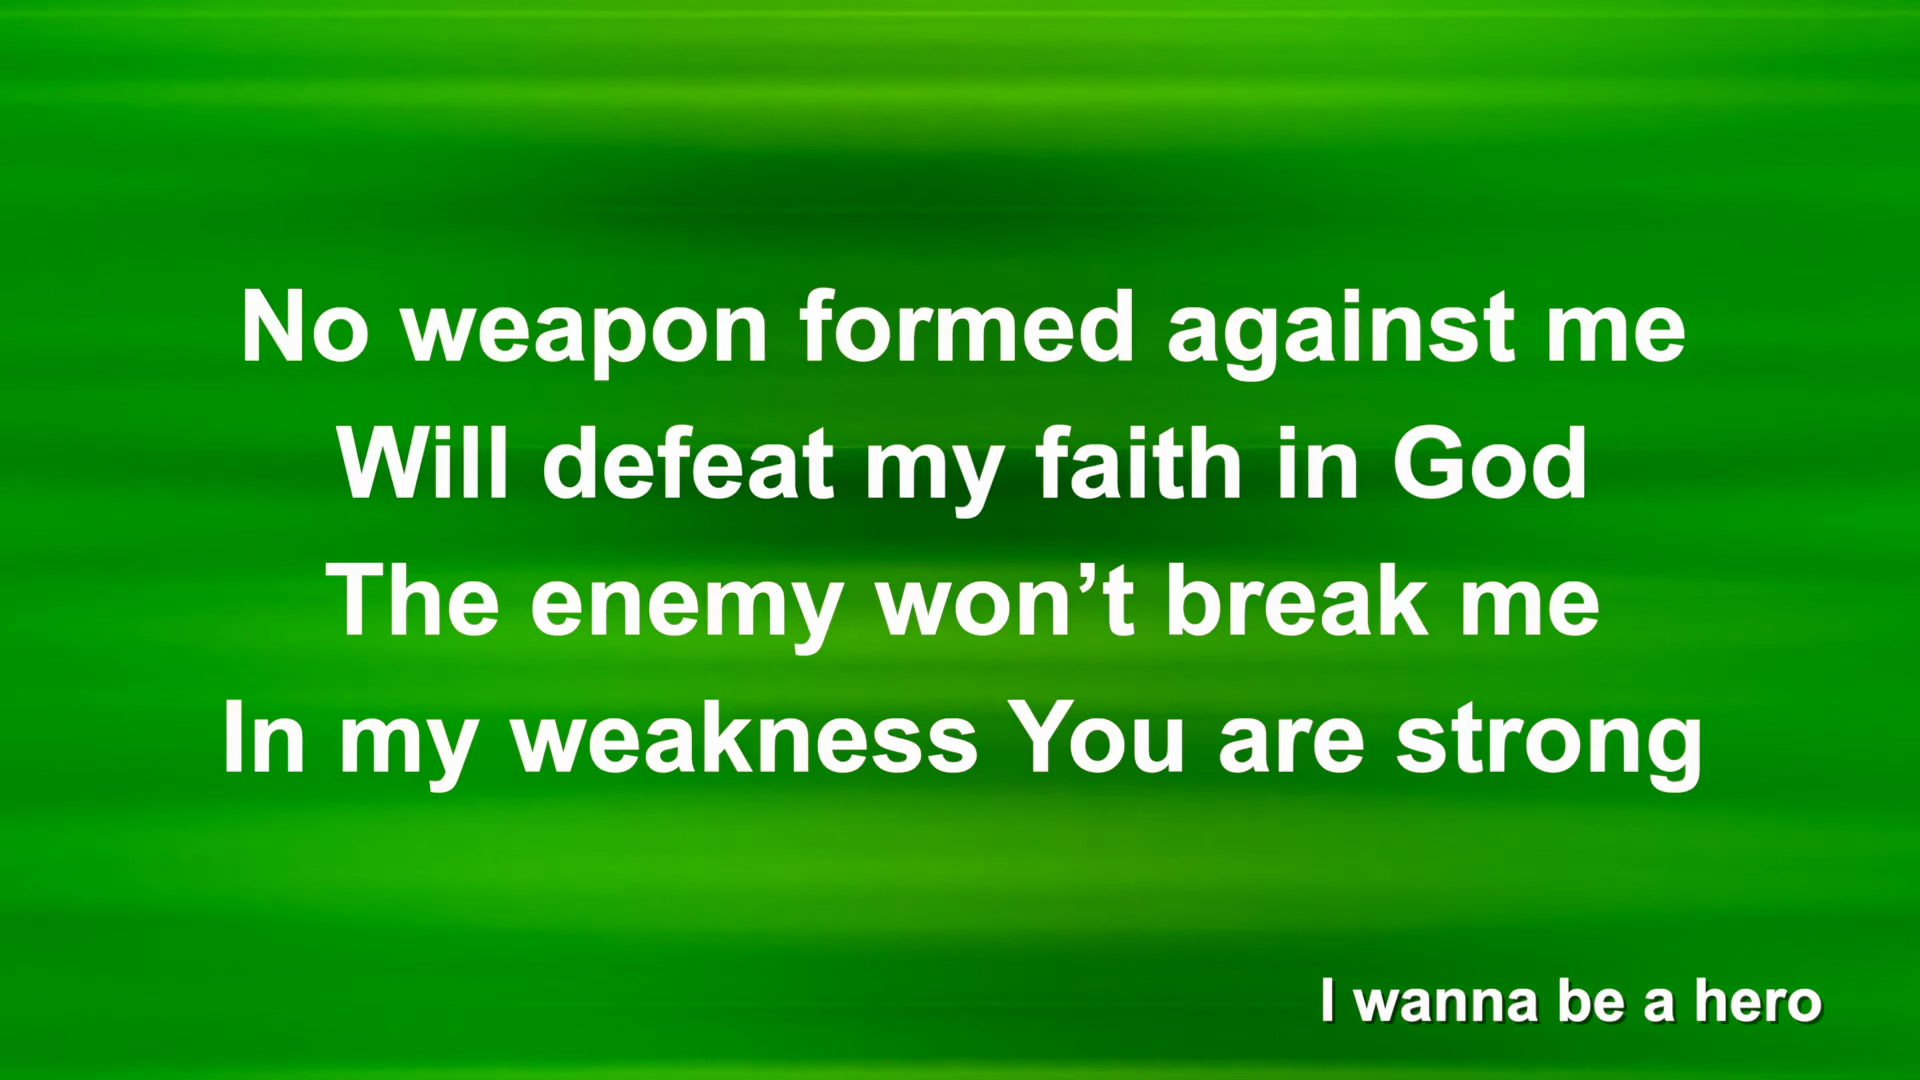 No weapon formed against me
Will defeat my faith in God
The enemy won’t break me
In my weakness You are strong
I wanna be a hero